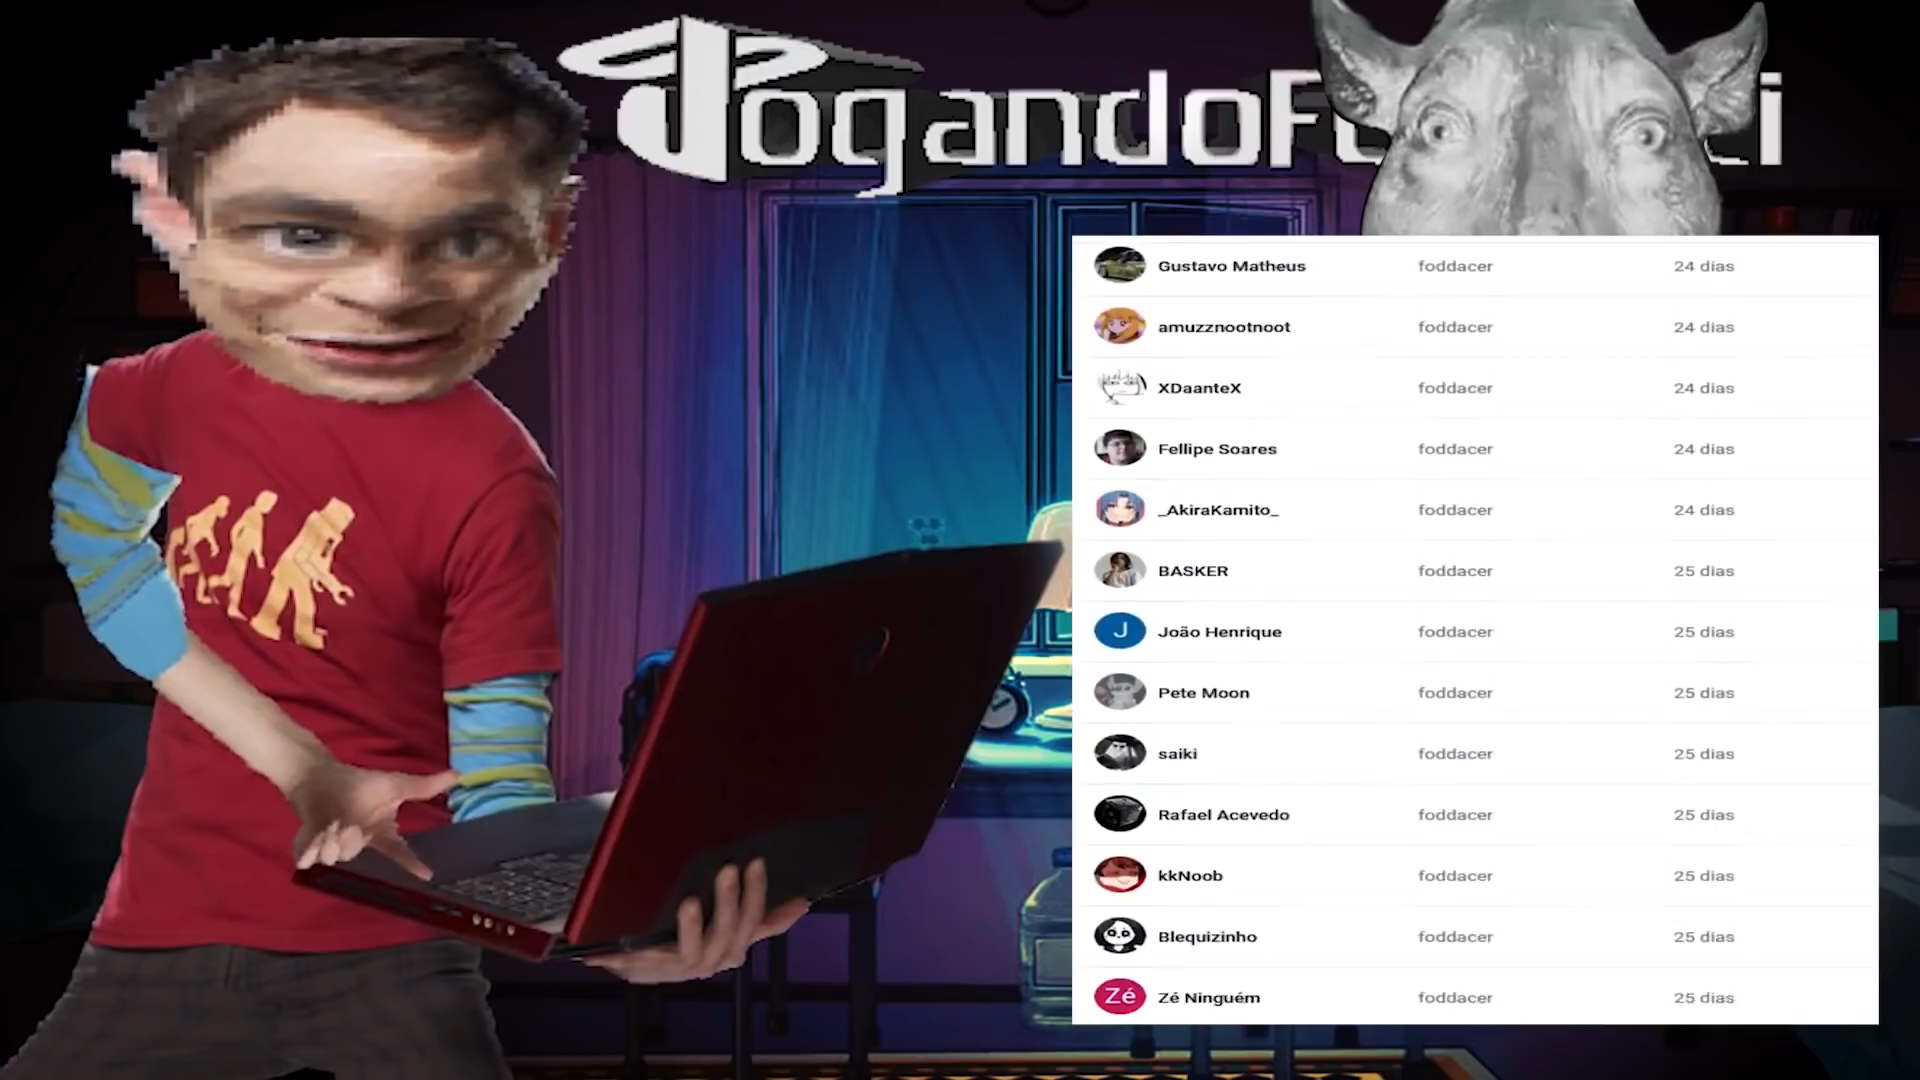 Gustavo Matheus foddacer 24 dias
amuzznootnoot foddacer 24 dias
XDaanteX foddacer 24 dias
Fellipe Soares foddacer 24 dias
_AkiraKamito_ foddacer 24 dias
BASKER foddacer 25 dias
J João Henrique foddacer 25 dias
Pete Moon foddacer 25 dias
saiki foddacer 25 dias
Rafael Acevedo foddacer 25 dias
kkNoob foddacer 25 dias
Blequizinho foddacer 25 dias
Zé Zé Ninguém foddacer 25 dias